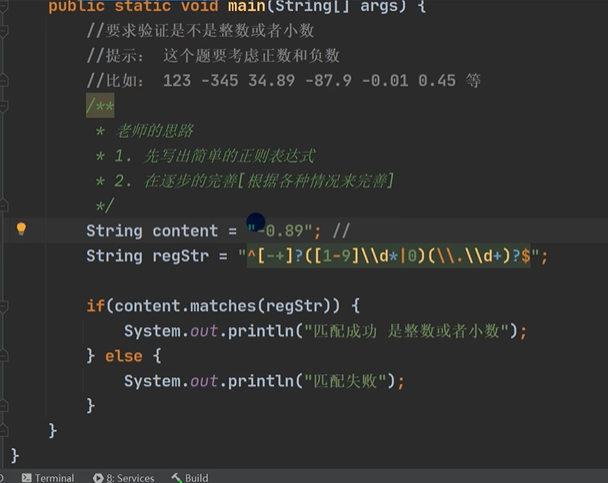 public static void main(String[] args) {
//要求验证是不是整数或者小数
//提示： 这个题要考虑正数和负数
//比如： 123 -345 34.89 -87.9 -0.01 0.45 等
/**
* 老师的思路
* 1. 先写出简单的正则表达式
* 2. 在逐步的完善[根据各种情况来完善]
*/
String content = "-0.89"; //
String regStr = "^[-+]?([1-9]\\d*|0)(\\.\\d+)?$";
if(content.matches(regStr)) {
System.out.println("匹配成功 是整数或者小数");
} else {
System.out.println("匹配失败");
}
}
}
Terminal 8: Services Build